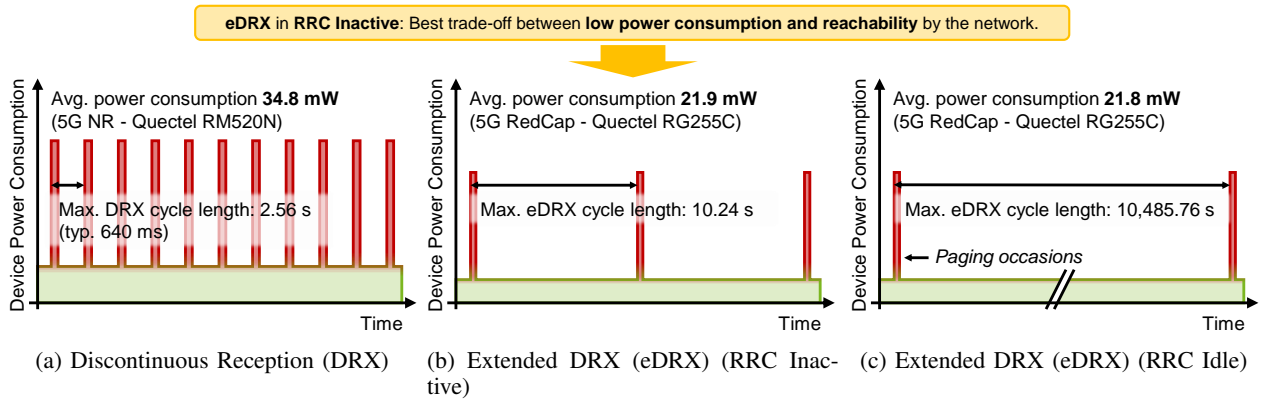 eDRX in RRC Inactive: Best trade-off between low power consumption and reachability by the network.
Device Power Consumption
Avg. power consumption 34.8 mW
(5G NR - Quectel RM520N)
Max. DRX cycle length: 2.56 s
(typ. 640 ms)
Time
(a) Discontinuous Reception (DRX)
Device Power Consumption
Avg. power consumption 21.9 mW
(5G RedCap - Quectel RG255C)
Max. eDRX cycle length: 10.24 s
Time
(b) Extended DRX (eDRX) (RRC Inac-
tive)
Device Power Consumption
Avg. power consumption 21.8 mW
(5G RedCap - Quectel RG255C)
Max. eDRX cycle length: 10,485.76 s
Paging occasions
Time
(c) Extended DRX (eDRX) (RRC Idle)